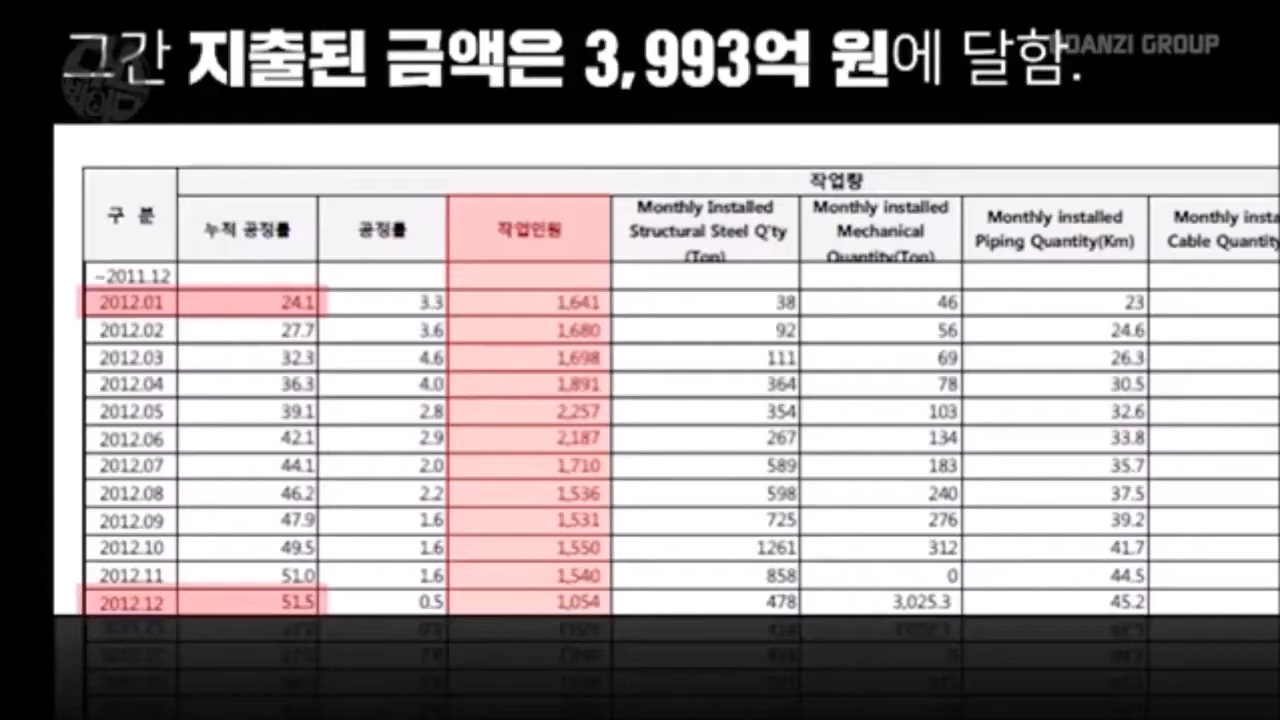 그간 지출된 금액은 3,993억 원에 달함.
DANZI GROUP
구 분
작업량
누적 공정률 공정률 작업인원 Monthly Installed Structural Steel Q'ty (Ton) Monthly installed Mechanical Quantity(Ton) Monthly installed Piping Quantity(Km) Monthly insta Cable Quantity
~2011.12
2012.01 24.1 3.3 1,641 38 46 23
2012.02 27.7 3.6 1,680 92 56 24.6
2012.03 32.3 4.6 1,698 111 69 26.3
2012.04 36.3 4.0 1,891 364 78 30.5
2012.05 39.1 2.8 2,257 354 103 32.6
2012.06 42.1 2.9 2,187 267 134 33.8
2012.07 44.1 2.0 1,710 589 183 35.7
2012.08 46.2 2.2 1,536 598 240 37.5
2012.09 47.9 1.6 1,531 725 276 39.2
2012.10 49.5 1.6 1,550 1261 312 41.7
2012.11 51.0 1.6 1,540 858 0 44.5
2012.12 51.5 0.5 1,054 478 3,025.3 45.2